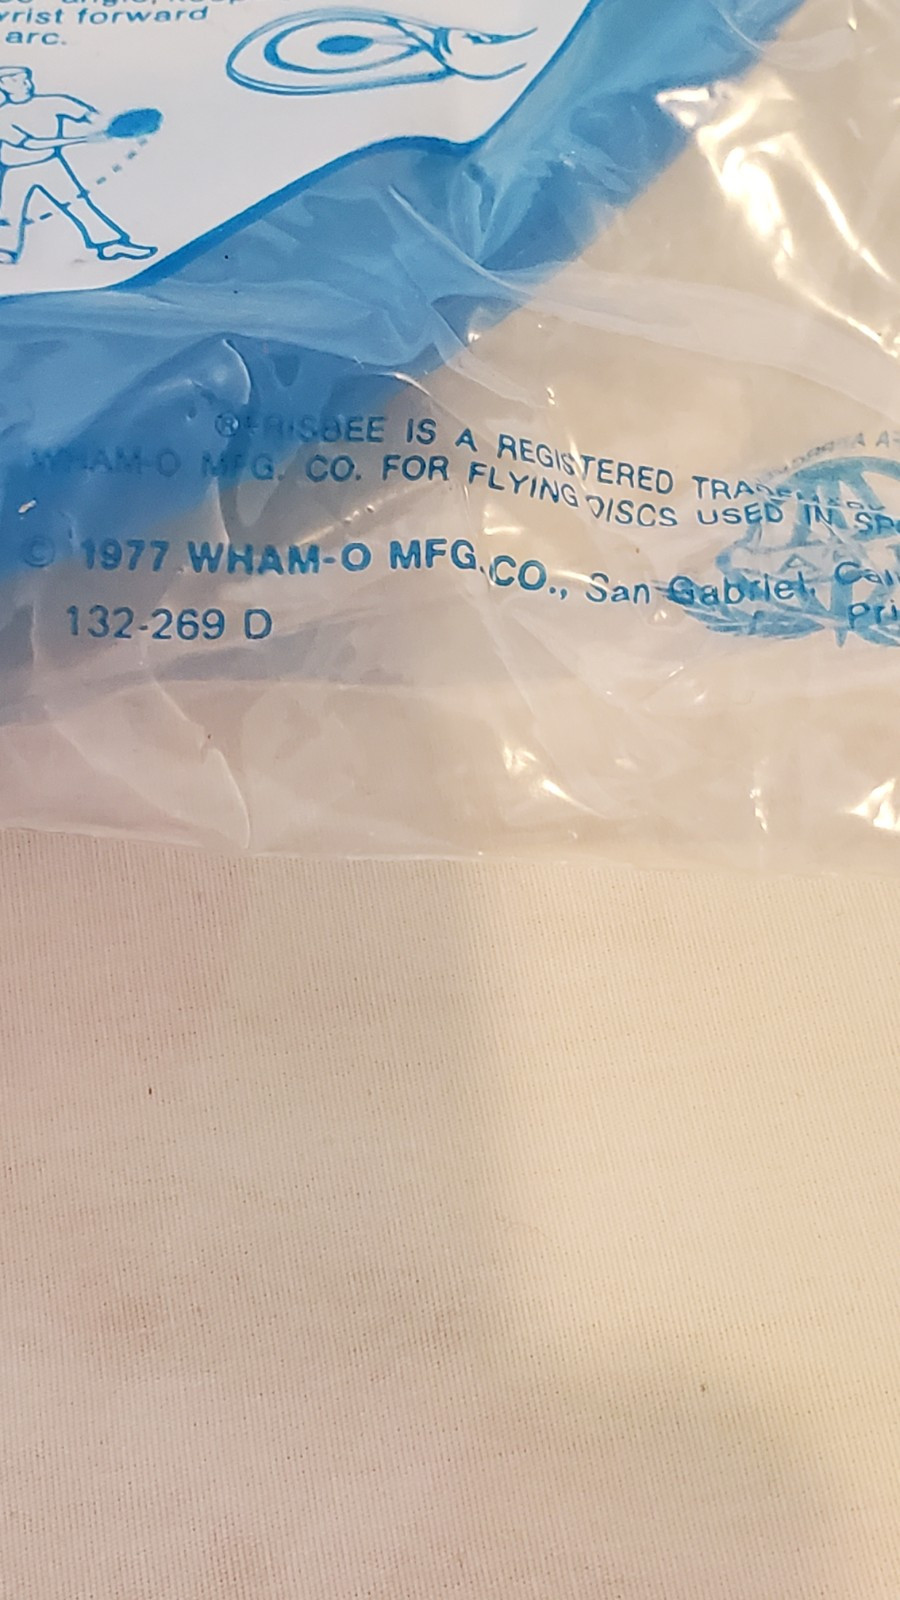 wrist forward
arc.
® FRISBEE IS A REGISTERED TRADEMARK
WHAM-O MFG. CO. FOR FLYING DISCS USED IN
© 1977 WHAM-O MFG. CO., San Gabriel,
132-269 D